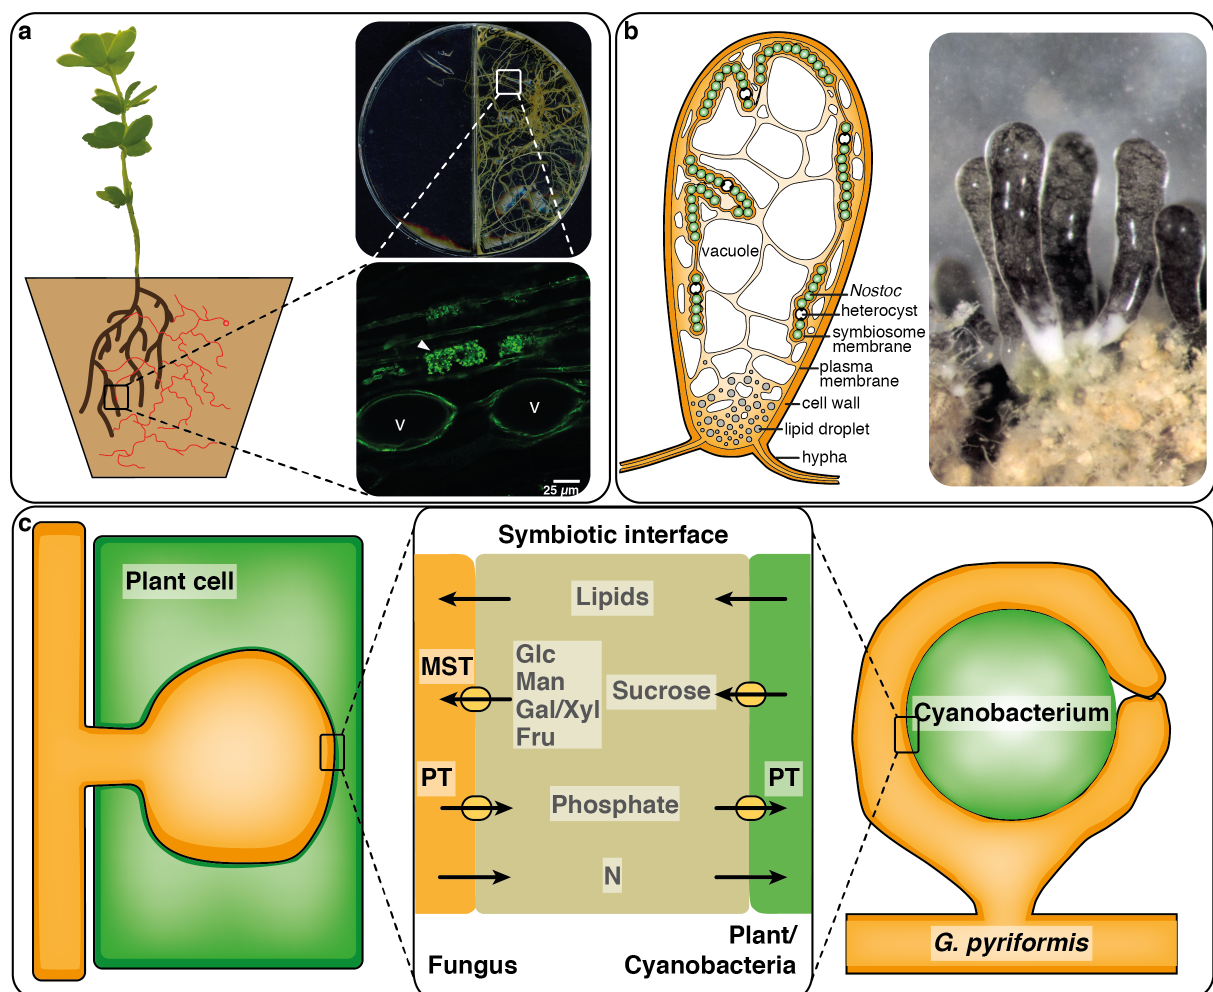 a
v
v
25 µm
b
vacuole
Nostoc
heterocyst
symbiosome
membrane
plasma
membrane
cell wall
lipid droplet
hypha
c
Plant cell
Symbiotic interface
Lipids
MST
Glc
Man
Gal/Xyl
Fru
Sucrose
PT
Phosphate
PT
N
Fungus
Plant/
Cyanobacteria
Cyanobacterium
G. pyriformis